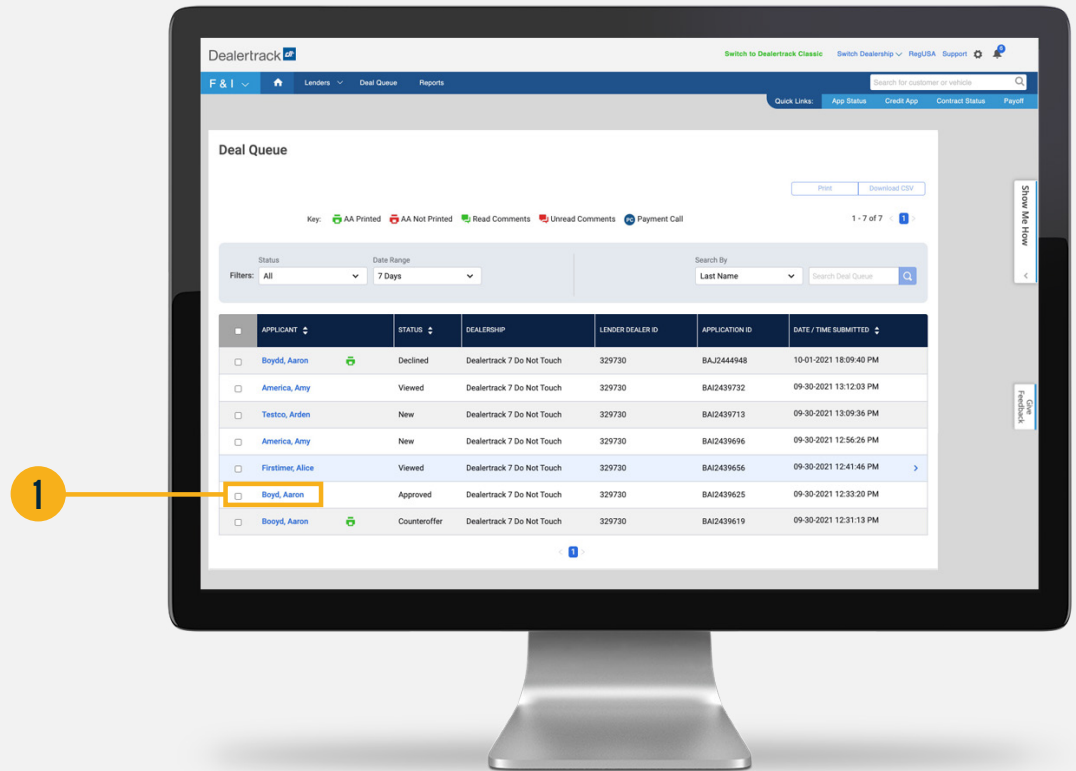 Dealertrack dt
Switch to Dealertrack Classic Switch Dealership RegUSA Support
F & I Lenders Deal Queue Reports Search for customer or vehicle
Quick Links: App Status Credit App Contract Status Payoff
Deal Queue
Print Download CSV
Key: AA Printed AA Not Printed Read Comments Unread Comments PC Payment Call 1 - 7 of 7 < 1 >
Status Date Range Search By
Filters: All 7 Days Last Name Search Deal Queue
APPLICANT STATUS DEALERSHIP LENDER DEALER ID APPLICATION ID DATE / TIME SUBMITTED
Boydd, Aaron Declined Dealertrack 7 Do Not Touch 329730 BAJ2444948 10-01-2021 18:09:40 PM
America, Amy Viewed Dealertrack 7 Do Not Touch 329730 BAI2439732 09-30-2021 13:12:03 PM
Testco, Arden New Dealertrack 7 Do Not Touch 329730 BAI2439713 09-30-2021 13:09:36 PM
America, Amy New Dealertrack 7 Do Not Touch 329730 BAI2439696 09-30-2021 12:56:26 PM
Firstimer, Alice Viewed Dealertrack 7 Do Not Touch 329730 BAI2439656 09-30-2021 12:41:46 PM >
1 Boyd, Aaron Approved Dealertrack 7 Do Not Touch 329730 BAI2439625 09-30-2021 12:33:20 PM
Booyd, Aaron Counteroffer Dealertrack 7 Do Not Touch 329730 BAI2439619 09-30-2021 12:31:13 PM
< 1 >
Show Me How
Give
Feedback